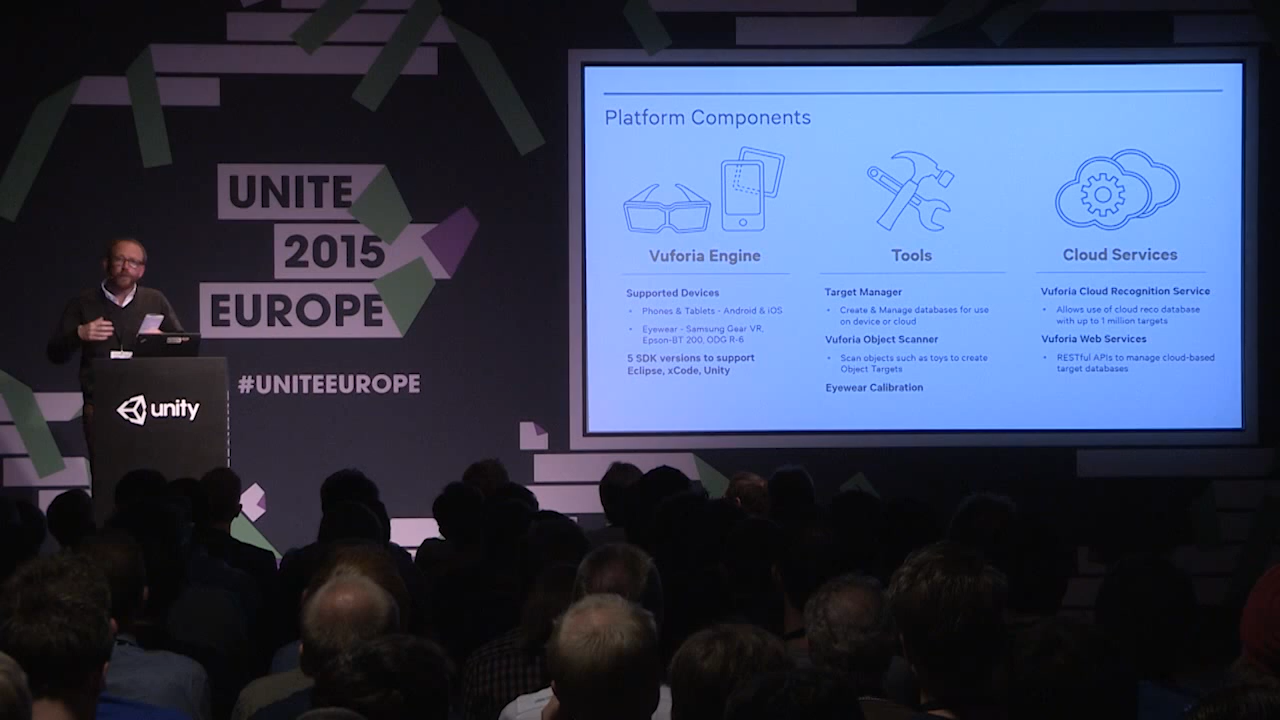 UNITE
2015
EUROPE
#UNITEEUROPE
unity
Platform Components
Vuforia Engine
Supported Devices
• Phones & Tablets - Android & iOS
• Eyewear - Samsung Gear VR,
Epson-BT 200, ODG R-6
5 SDK versions to support
Eclipse, xCode, Unity
Tools
Target Manager
• Create & Manage databases for use
on device or cloud
Vuforia Object Scanner
• Scan objects such as toys to create
Object Targets
Eyewear Calibration
Cloud Services
Vuforia Cloud Recognition Service
• Allows use of cloud reco database
with up to 1 million targets
Vuforia Web Services
• RESTful APIs to manage cloud-based
target databases